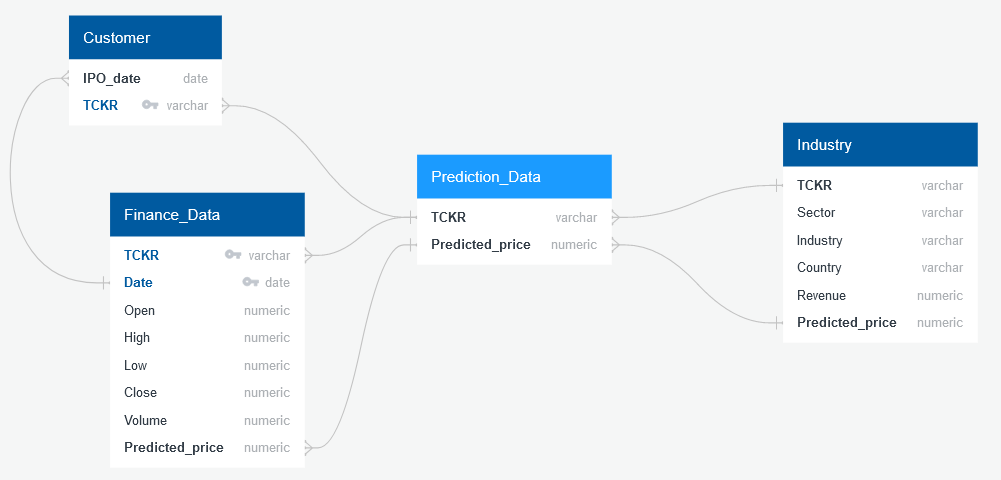 Customer
IPO_date date
TCKR varchar
Finance_Data
TCKR varchar
Date date
Open numeric
High numeric
Low numeric
Close numeric
Volume numeric
Predicted_price numeric
Prediction_Data
TCKR varchar
Predicted_price numeric
Industry
TCKR varchar
Sector varchar
Industry varchar
Country varchar
Revenue numeric
Predicted_price numeric